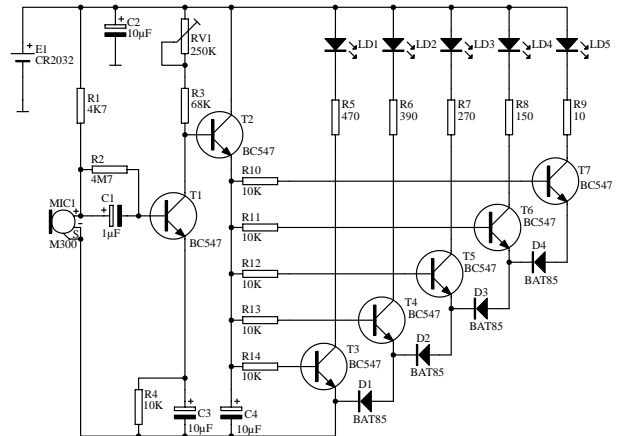 E1
CR2032
C2
10µF
RV1
250K
R1
4K7
R3
68K
R2
4M7
MIC1
M300
S
C1
1µF
T1
BC547
T2
BC547
LD1
LD2
LD3
LD4
LD5
R5
470
R6
390
R7
270
R8
150
R9
10
R10
10K
R11
10K
R12
10K
R13
10K
R14
10K
T7
BC547
T6
BC547
T5
BC547
T4
BC547
T3
BC547
D4
BAT85
D3
BAT85
D2
BAT85
D1
BAT85
R4
10K
C3
10µF
C4
10µF